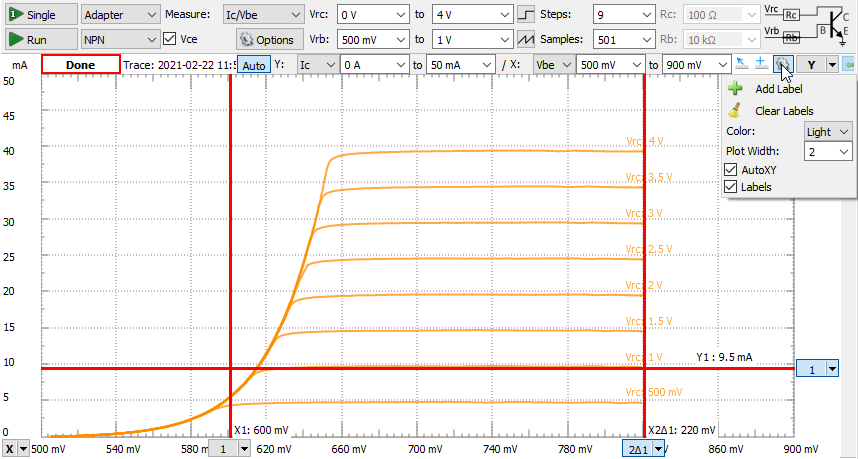 Single Adapter Measure: Ic/Vbe Vrc: 0 V to 4 V Steps: 9 Rc: 100 Ω Vrc Rc C
Run NPN Vce Options Vrb: 500 mV to 1 V Samples: 501 Rb: 10 kΩ Vrb Rb B E
mA Done Trace: 2021-02-22 11:5 Auto Y: Ic 0 A to 50 mA / X: Vbe 500 mV to 900 mV Y
50
Add Label
45
Clear Labels
Color: Light
40 Vrc: 4 V
Plot Width: 2
AutoXY
35 Vrc: 3.5 V
Labels
30 Vrc: 3 V
25 Vrc: 2.5 V
20 Vrc: 2 V
15 Vrc: 1.5 V
10 Vrc: 1 V Y1 : 9.5 mA
1
5 Vrc: 500 mV
0 X1: 600 mV X2Δ1: 220 mV
X 500 mV 540 mV 580 m 1 620 mV 660 mV 700 mV 740 mV 780 mV 2Δ1 860 mV 900 mV